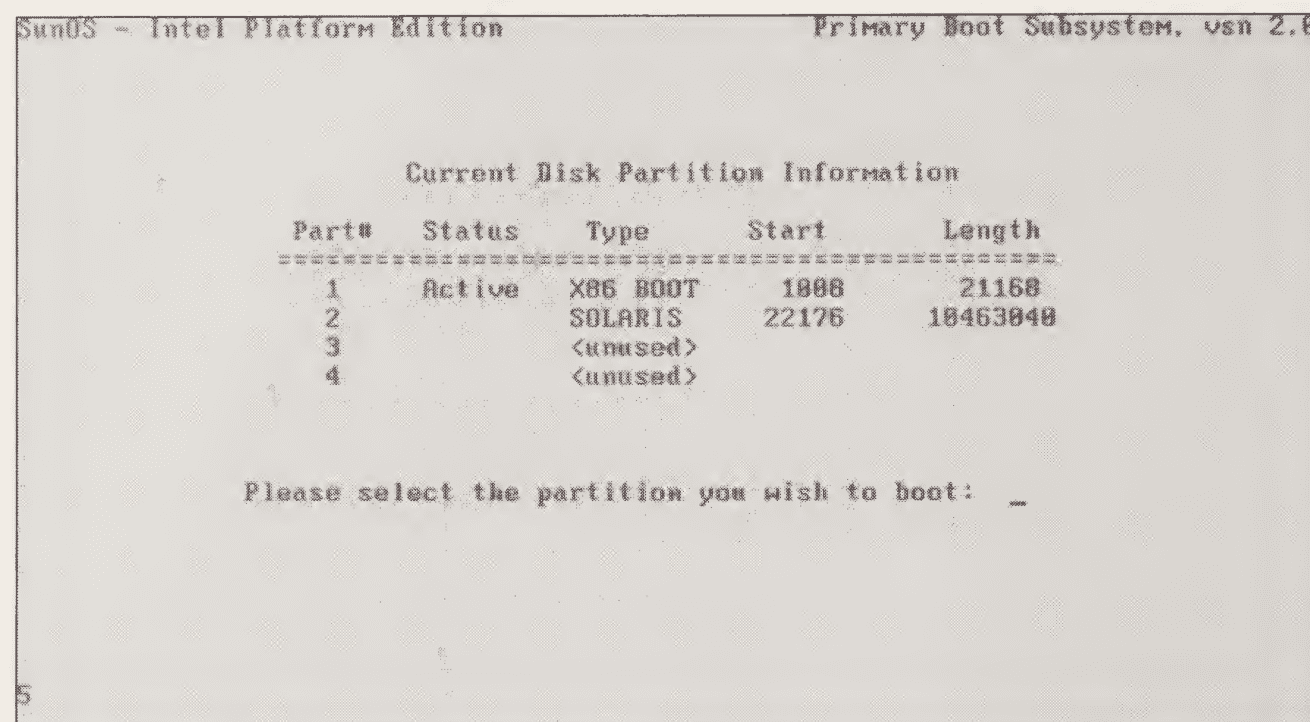 SunOS - Intel Platform Edition Primary Boot Subsystem, vsn 2.0
Current Disk Partition Information
Part# Status Type Start Length
================================================
1 Active X86 BOOT 1008 21168
2 SOLARIS 22176 10463040
3 <unused>
4 <unused>
Please select the partition you wish to boot: _
5